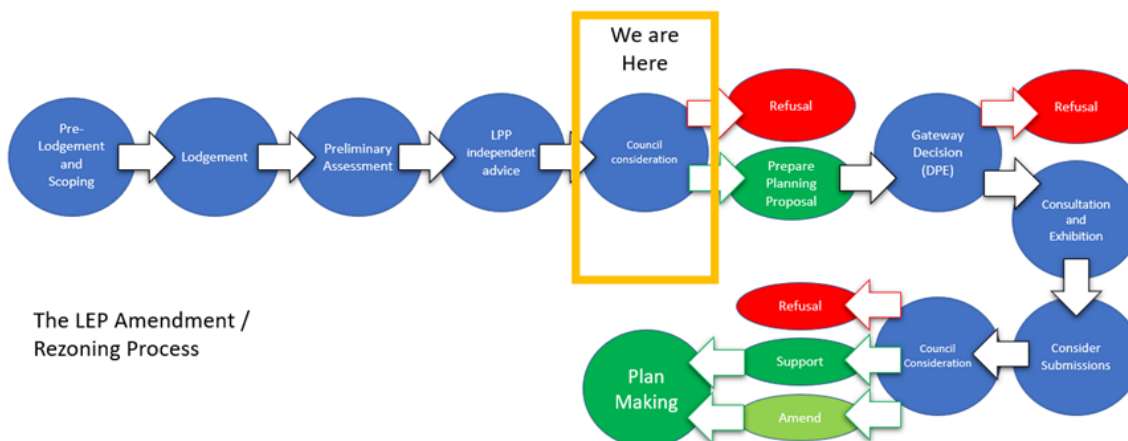 We are
Here
Pre-
Lodgement
and
Scoping
Lodgement
Preliminary
Assessment
LPP
independent
advice
Council
consideration
Refusal
Prepare
Planning
Proposal
Gateway
Decision
(DPE)
Refusal
Consultation
and
Exhibition
Consider
Submissions
Council
Consideration
Refusal
Support
Amend
Plan
Making
The LEP Amendment /
Rezoning Process